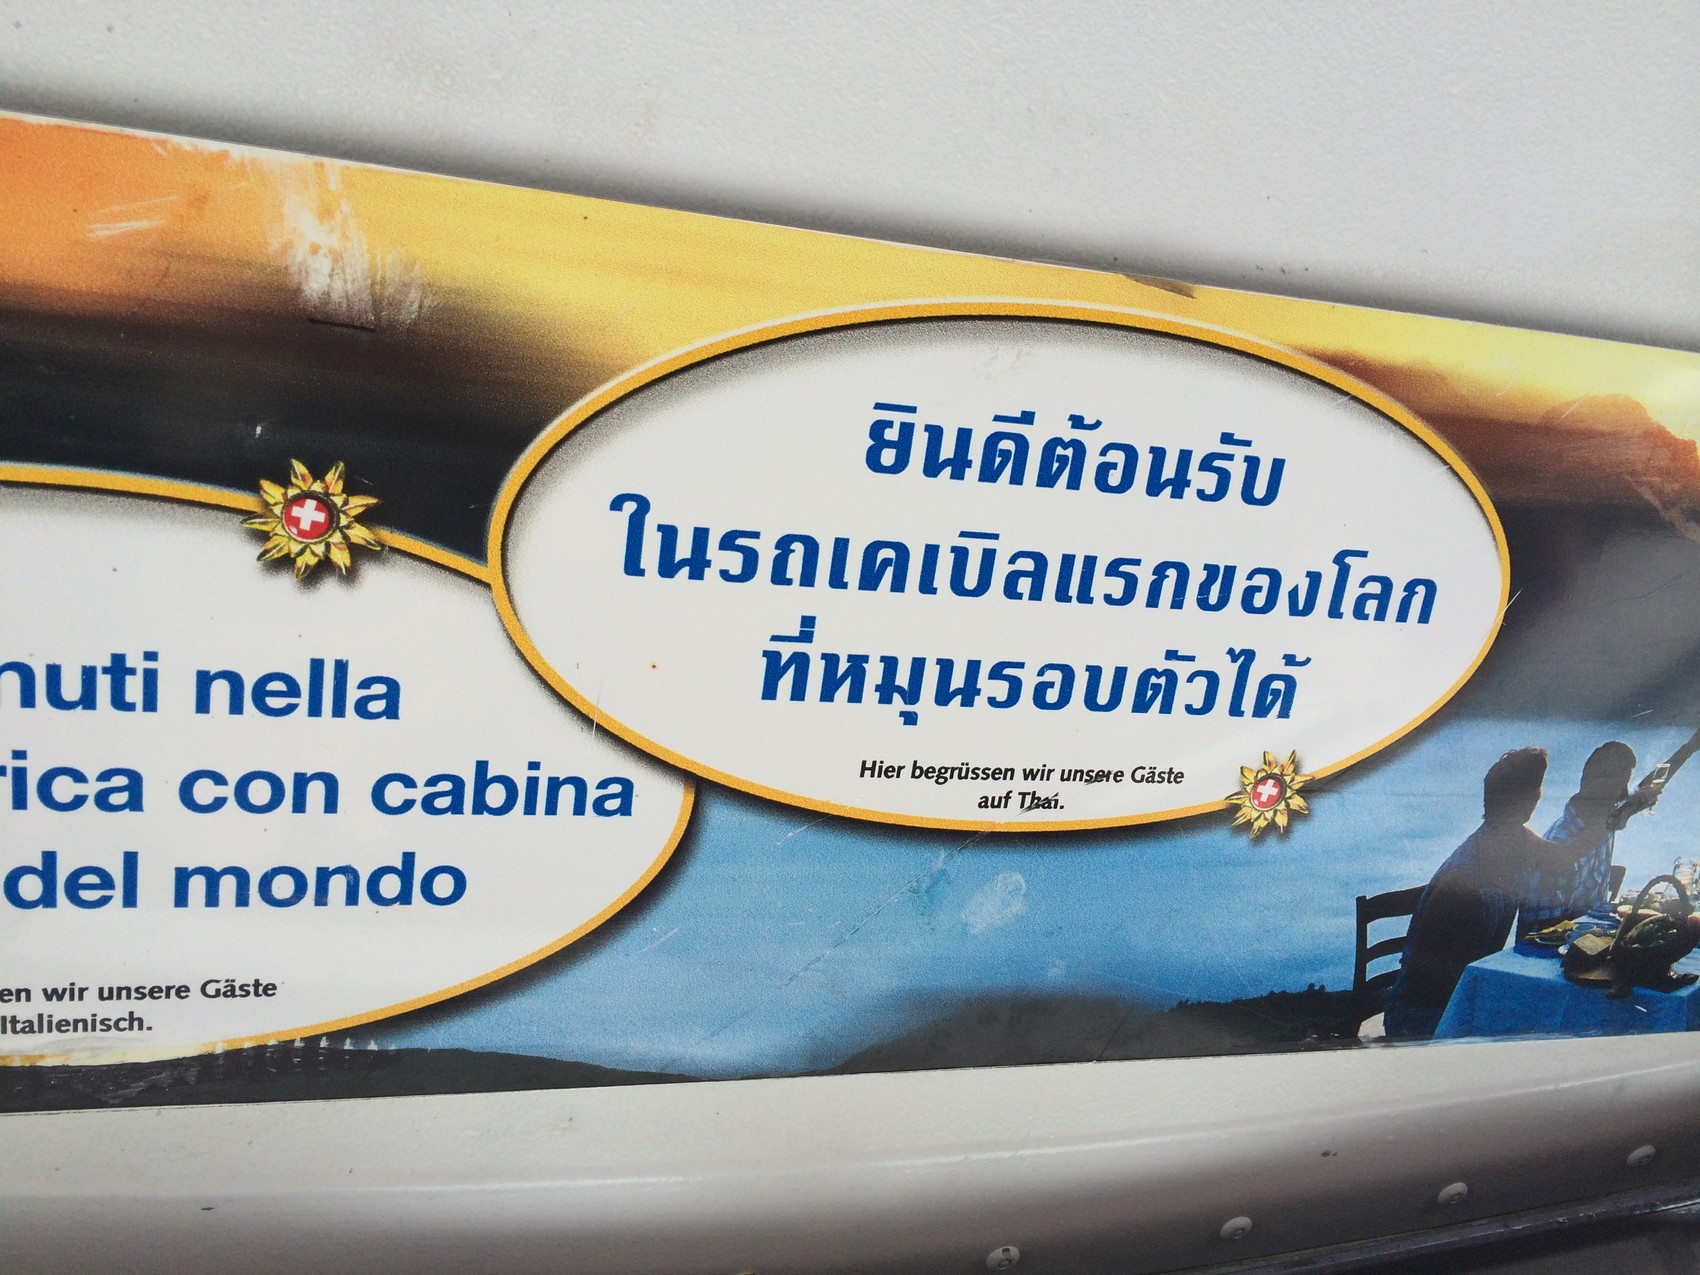 nuti nella
rica con cabina
del mondo
en wir unsere Gäste
Italienisch.
ยินดีต้อนรับ
ในรถเคเบิลแรกของโลก
ที่หมุนรอบตัวได้
Hier begrüssen wir unsere Gäste
auf Thai.